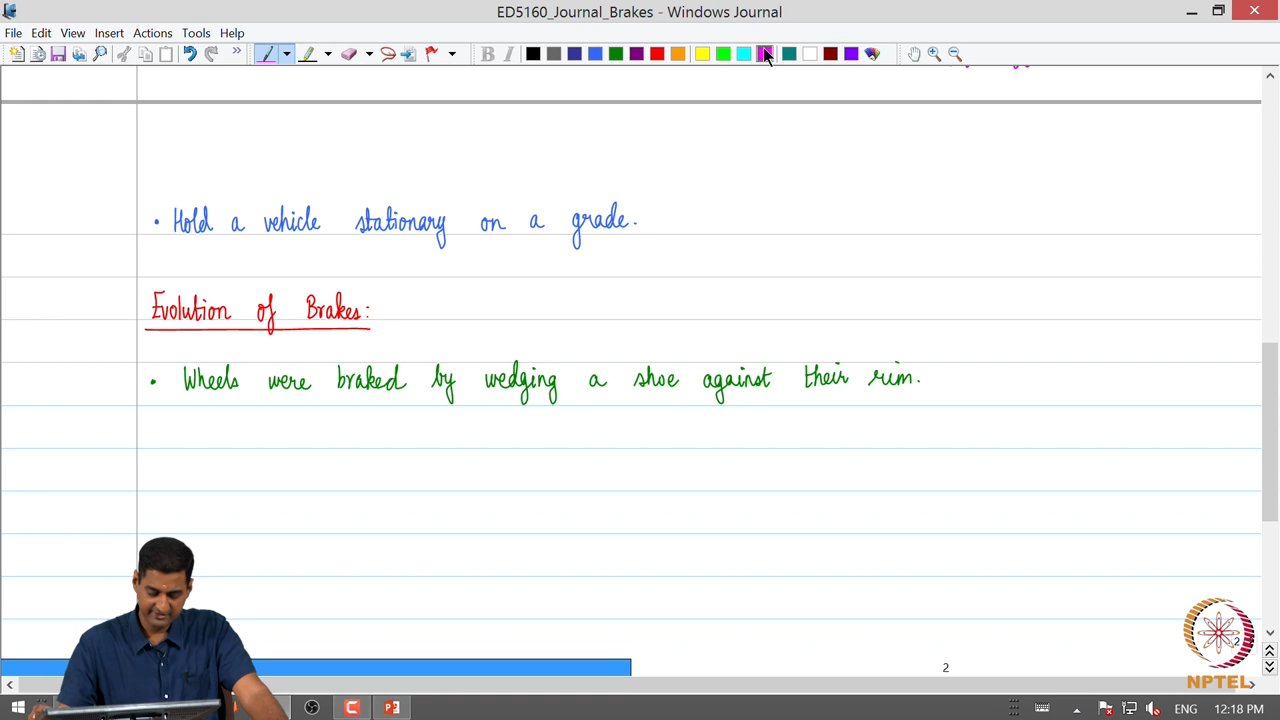 ED5160_Journal_Brakes - Windows Journal
File Edit View Insert Actions Tools Help
• Hold a vehicle stationary on a grade.
Evolution of Brakes:
• Wheels were braked by wedging a shoe against their rim.
2
2
NPTEL
ENG 12:18 PM